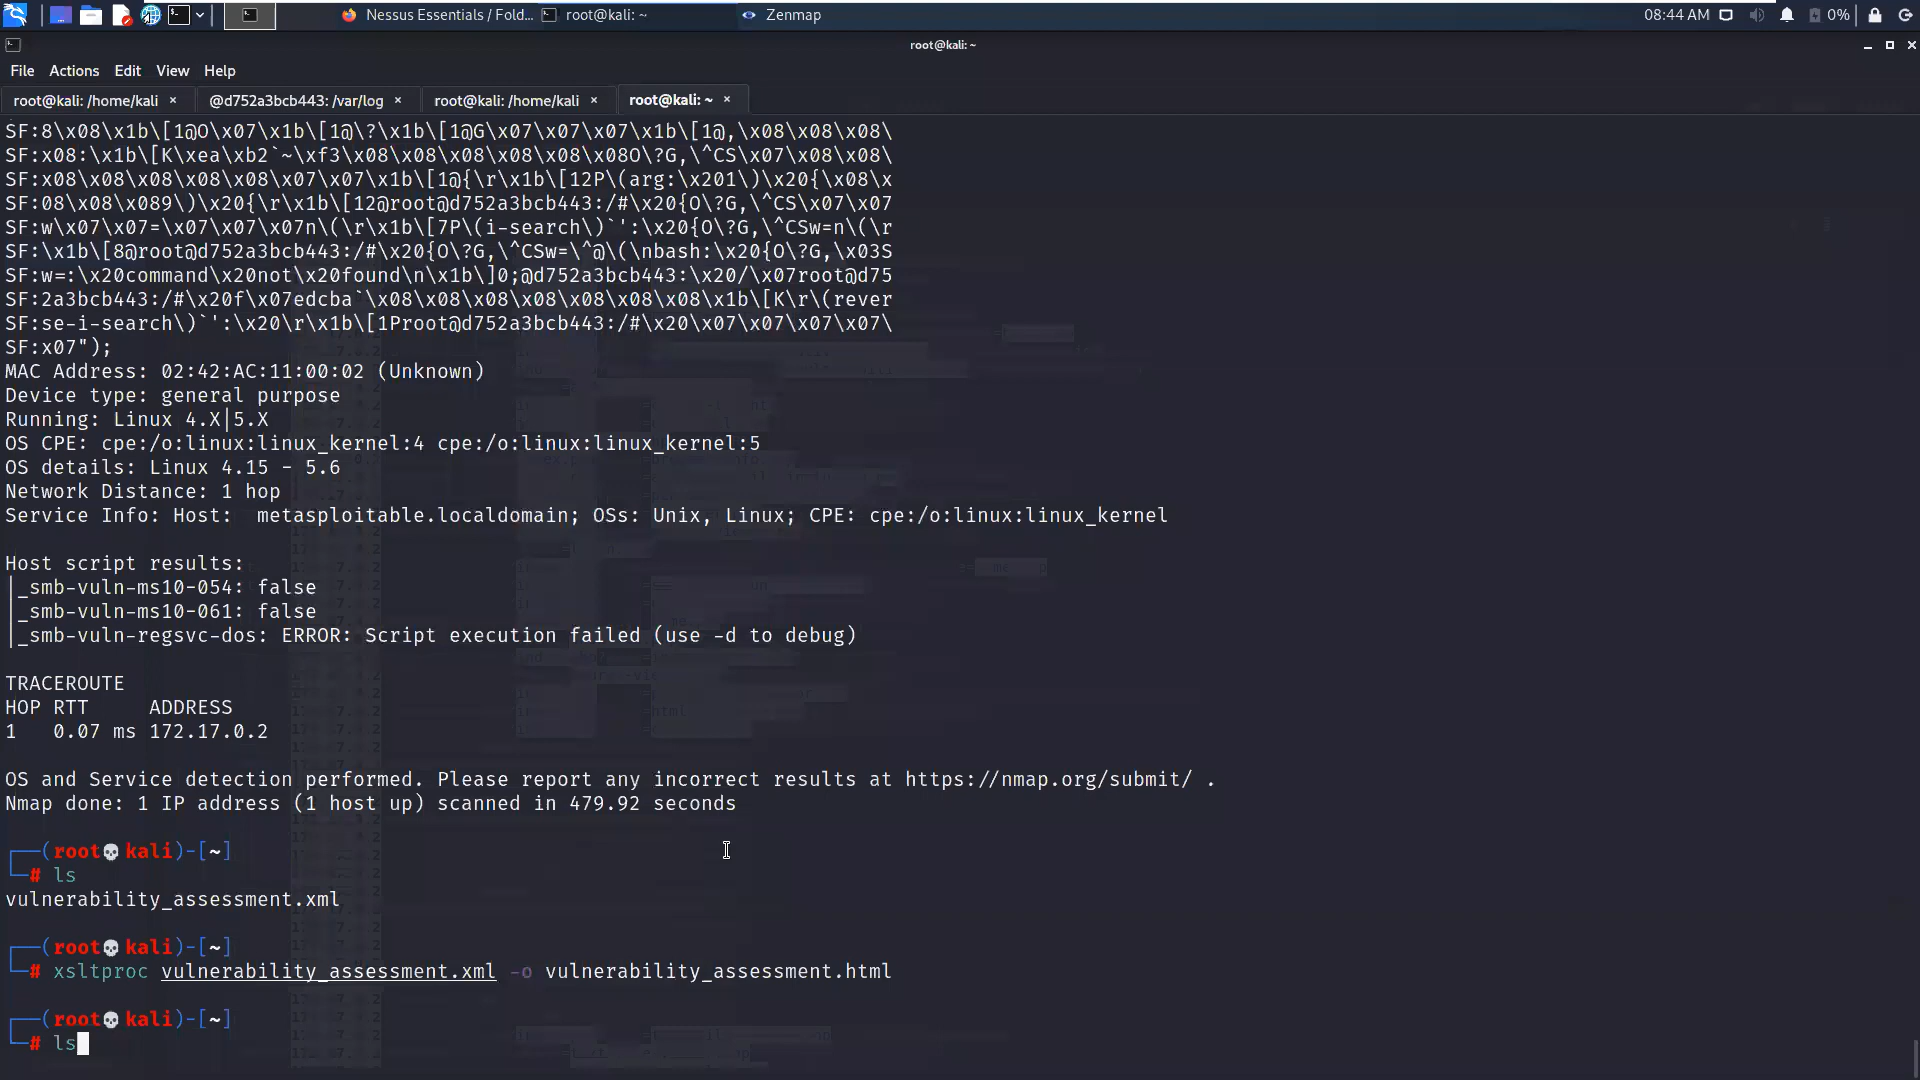 Nessus Essentials / Fold...
root@kali: ~
Zenmap
08:44 AM
0%
root@kali: ~
File Actions Edit View Help
root@kali: /home/kali ×
@d752a3bcb443: /var/log ×
root@kali: /home/kali ×
root@kali: ~ ×
SF:8\x08\x1b\[1@O\x07\x1b\[1@\?\x1b\[1@G\x07\x07\x07\x1b\[1@,\x08\x08\x08\
SF:x08:\x1b\[K\xea\xb2`~\xf3\x08\x08\x08\x08\x08\x08O\?G,\^CS\x07\x08\x08\
SF:x08\x08\x08\x08\x08\x07\x07\x1b\[1@{\r\x1b\[12P\(arg:\x201\)\x20{\x08\x
SF:08\x08\x089\)\x20{\r\x1b\[12@root@d752a3bcb443:/#\x20{O\?G,\^CS\x07\x07
SF:w\x07\x07=\x07\x07\x07n\(\r\x1b\[7P\(i-search\)`':\x20{O\?G,\^CSw=n\(\r
SF:\x1b\[8@root@d752a3bcb443:/#\x20{O\?G,\^CSw=\^@\(\nbash:\x20{O\?G,\x03S
SF:w=:\x20command\x20not\x20found\n\x1b\]0;@d752a3bcb443:\x20/\x07root@d75
SF:2a3bcb443:/#\x20f\x07edcba`\x08\x08\x08\x08\x08\x08\x08\x1b\[K\r\(rever
SF:se-i-search\)`':\x20\r\x1b\[1Proot@d752a3bcb443:/#\x20\x07\x07\x07\x07\
SF:x07");
MAC Address: 02:42:AC:11:00:02 (Unknown)
Device type: general purpose
Running: Linux 4.X|5.X
OS CPE: cpe:/o:linux:linux_kernel:4 cpe:/o:linux:linux_kernel:5
OS details: Linux 4.15 - 5.6
Network Distance: 1 hop
Service Info: Host:  metasploitable.localdomain; OSs: Unix, Linux; CPE: cpe:/o:linux:linux_kernel
Host script results:
|_smb-vuln-ms10-054: false
|_smb-vuln-ms10-061: false
|_smb-vuln-regsvc-dos: ERROR: Script execution failed (use -d to debug)
TRACEROUTE
HOP RTT     ADDRESS
1   0.07 ms 172.17.0.2
OS and Service detection performed. Please report any incorrect results at https://nmap.org/submit/ .
Nmap done: 1 IP address (1 host up) scanned in 479.92 seconds
┌──(root💀kali)-[~]
└─# ls
vulnerability_assessment.xml
┌──(root💀kali)-[~]
└─# xsltproc vulnerability_assessment.xml -o vulnerability_assessment.html
┌──(root💀kali)-[~]
└─# ls